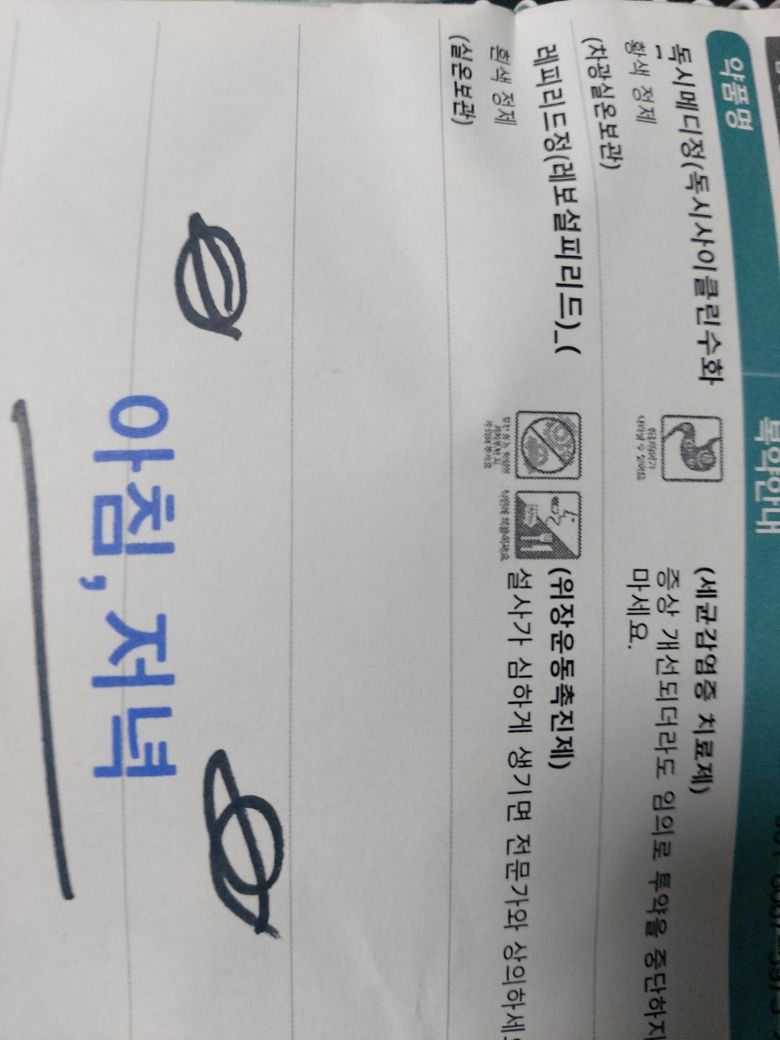 약품명
복약안내
독시메디정(독시사이클린수화
황색 정제
(차광실온보관)
(세균감염증 치료제)
증상 개선되더라도 임의로 투약을 중단하지
마세요.
레피리드정(레보설피리드)_(
흰색 정제
(실온보관)
(위장운동촉진제)
설사가 심하게 생기면 전문가와 상의하세요
아침, 저녁